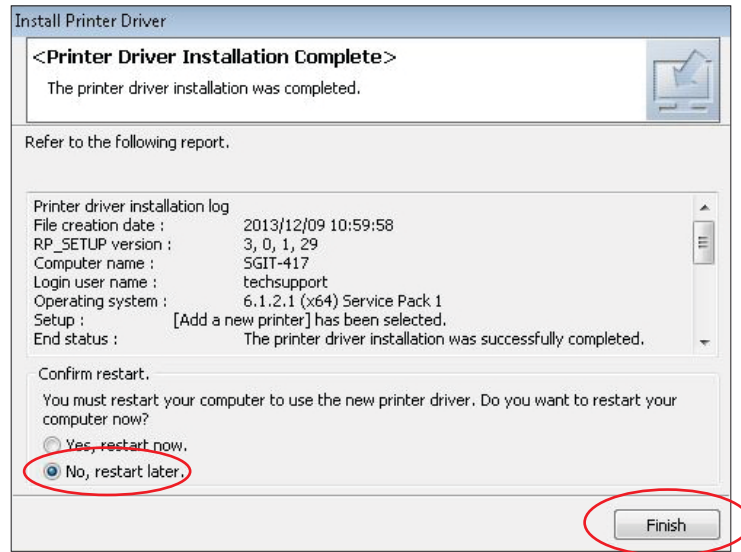 Install Printer Driver
<Printer Driver Installation Complete>
The printer driver installation was completed.
Refer to the following report.
Printer driver installation log
File creation date : 2013/12/09 10:59:58
RP_SETUP version : 3, 0, 1, 29
Computer name : SGIT-417
Login user name : techsupport
Operating system : 6.1.2.1 (x64) Service Pack 1
Setup : [Add a new printer] has been selected.
End status : The printer driver installation was successfully completed.
Confirm restart.
You must restart your computer to use the new printer driver. Do you want to restart your
computer now?
Yes, restart now.
No, restart later.
Finish